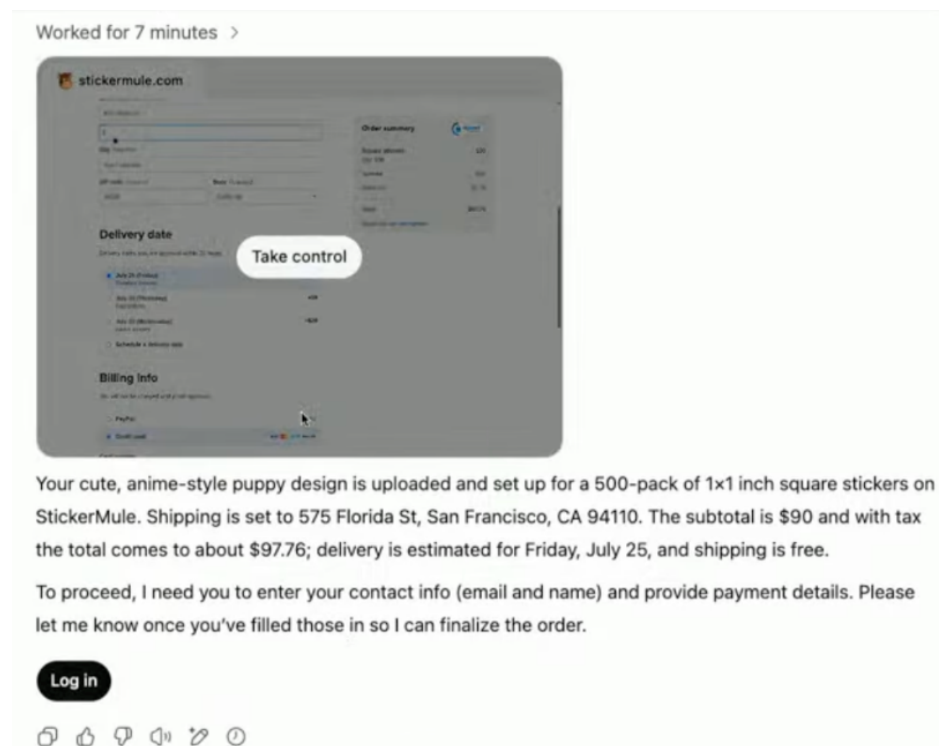 Worked for 7 minutes
stickermule.com
Order summary
Delivery date
Take control
Billing Info
PayPal
Your cute, anime-style puppy design is uploaded and set up for a 500-pack of 1×1 inch square stickers on
StickerMule. Shipping is set to 575 Florida St, San Francisco, CA 94110. The subtotal is $90 and with tax
the total comes to about $97.76; delivery is estimated for Friday, July 25, and shipping is free.
To proceed, I need you to enter your contact info (email and name) and provide payment details. Please
let me know once you've filled those in so I can finalize the order.
Log in